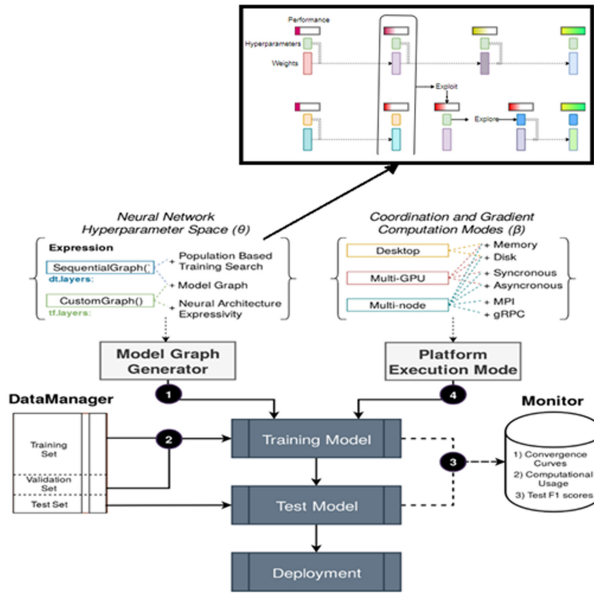 Performance
Hyperparameters
Weights
Exploit
Explore
Neural Network
Hyperparameter Space (θ)
Coordination and Gradient
Computation Modes (β)
Expression
SequentialGraph()
dt.layers:
CustomGraph()
tf.layers:
+ Population Based
Training Search
+ Model Graph
+ Neural Architecture
Expressivity
Desktop
Multi-GPU
Multi-node
+ Memory
+ Disk
+ Syncronous
+ Asyncronous
+ MPI
+ gRPC
Model Graph
Generator
Platform
Execution Mode
1
4
DataManager
Monitor
Training
Set
Validation
Set
Test Set
2
Training Model
3
Test Model
Deployment
1) Convergence
Curves
2) Computational
Usage
3) Test F1 scores